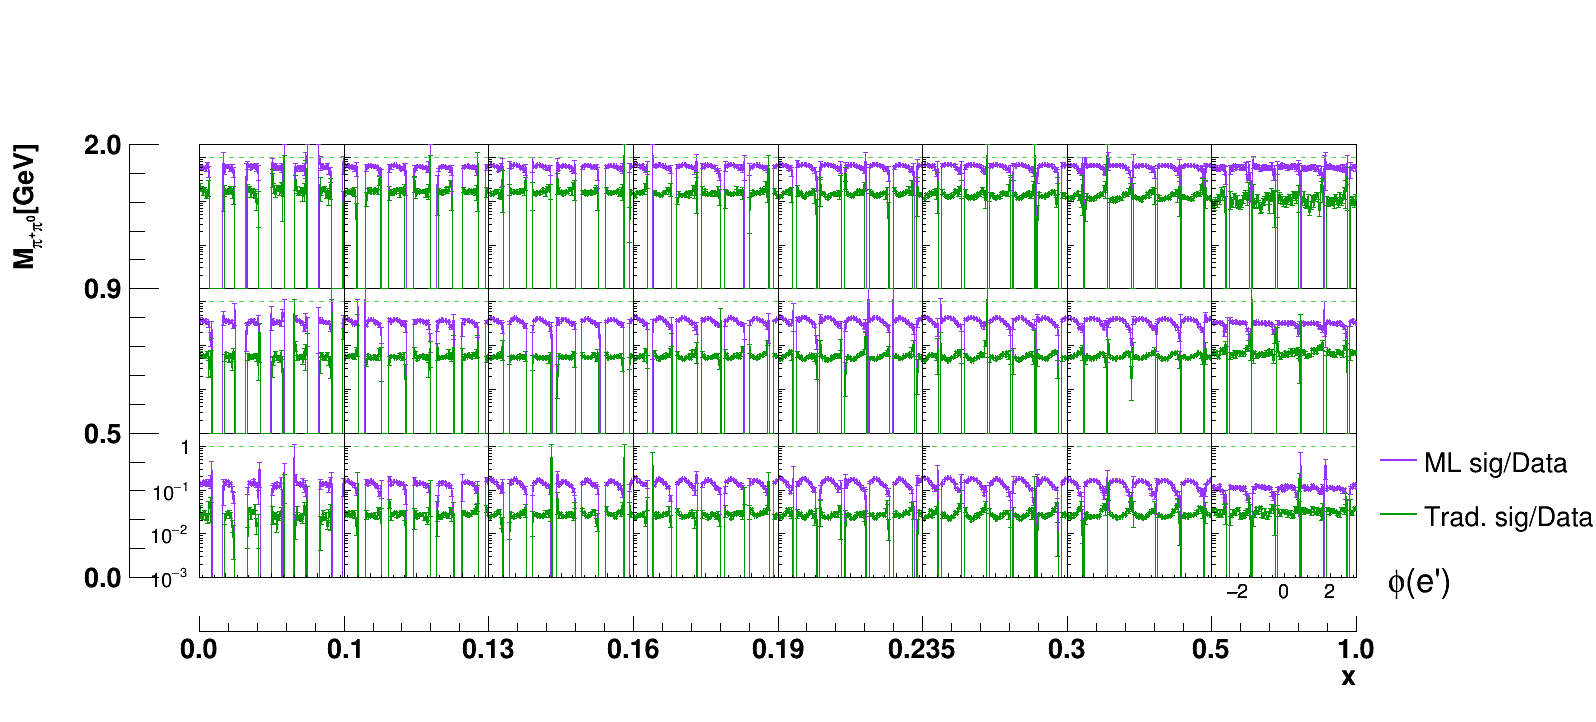 M π⁺π⁰ [GeV]
2.0
0.9
0.5
0.0
1
10⁻¹
10⁻²
10⁻³
ML sig/Data
Trad. sig/Data
−2 0 2
ϕ(e')
0.0 0.1 0.13 0.16 0.19 0.235 0.3 0.5 1.0
x